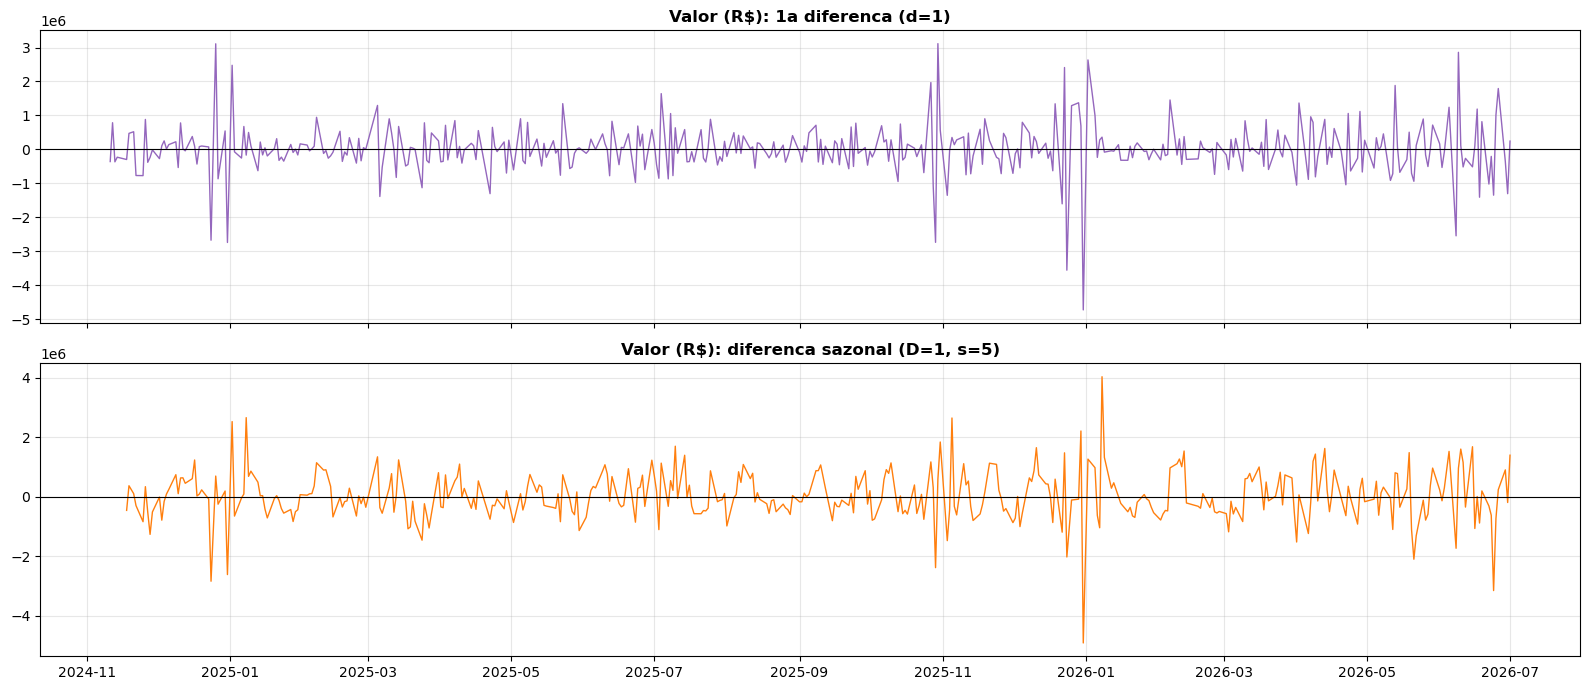 Valor (R$): 1a diferenca (d=1)
1e6
3
2
1
0
−1
−2
−3
−4
−5
Valor (R$): diferenca sazonal (D=1, s=5)
1e6
4
2
0
−2
−4
2024-11 2025-01 2025-03 2025-05 2025-07 2025-09 2025-11 2026-01 2026-03 2026-05 2026-07